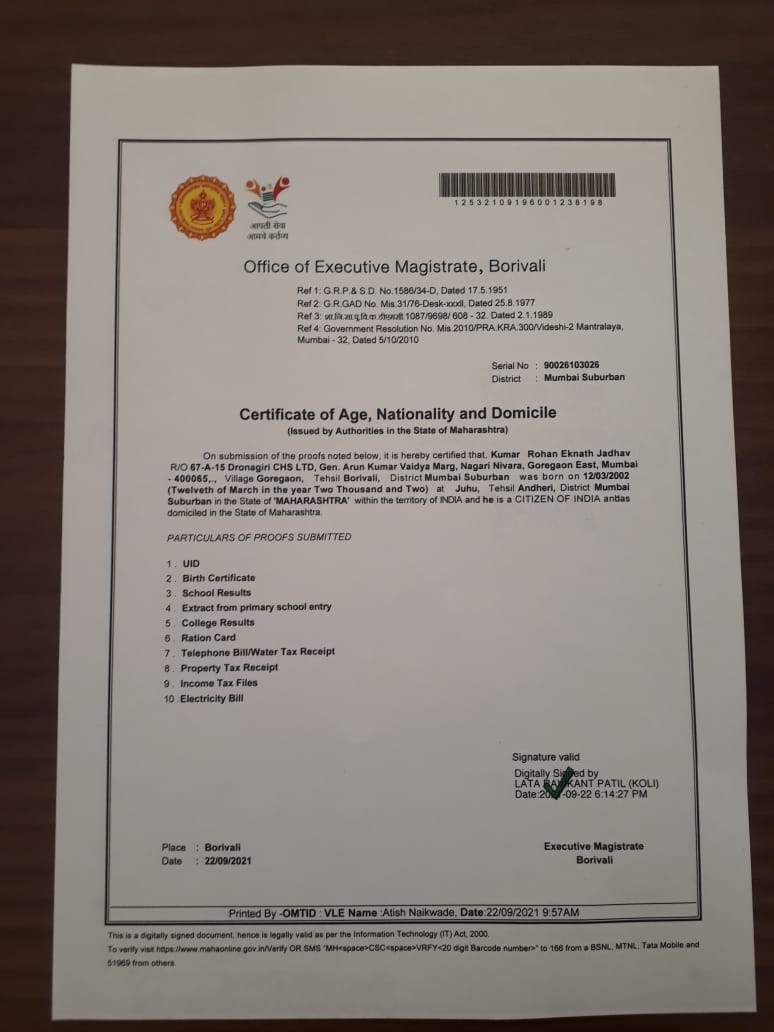 आपली सेवा
आमचे कर्तव्य
12532109196001238198
Office of Executive Magistrate, Borivali
Ref 1: G.R.P.& S.D. No.1586/34-D, Dated 17.5.1951
Ref 2: G.R.GAD No. Mis.31/76-Desk-xxxII, Dated 25.8.1977
Ref 3: 1087/9698/ 608 - 32. Dated 2.1.1989
Ref 4: Government Resolution No. Mis.2010/PRA.KRA.300/Videshi-2 Mantralaya,
Mumbai - 32, Dated 5/10/2010
Serial No : 90026103026
District : Mumbai Suburban
Certificate of Age, Nationality and Domicile
(Issued by Authorities in the State of Maharashtra)
On submission of the proofs noted below, it is hereby certified that, Kumar Rohan Eknath Jadhav
R/O 67-A-15 Dronagiri CHS LTD, Gen. Arun Kumar Vaidya Marg, Nagari Nivara, Goregaon East, Mumbai
- 400065,., Village Goregaon, Tehsil Borivali, District Mumbai Suburban was born on 12/03/2002
(Twelveth of March in the year Two Thousand and Two) at Juhu, Tehsil Andheri, District Mumbai
Suburban in the State of 'MAHARASHTRA' within the territory of INDIA and he is a CITIZEN OF INDIA and
domiciled in the State of Maharashtra.
PARTICULARS OF PROOFS SUBMITTED
1 . UID
2 . Birth Certificate
3 . School Results
4 . Extract from primary school entry
5 . College Results
6 . Ration Card
7 . Telephone Bill/Water Tax Receipt
8 . Property Tax Receipt
9 . Income Tax Files
10 . Electricity Bill
Signature valid
Digitally Signed by
LATA PATIL (KOLI)
Date: -09-22 6:14:27 PM
Place : Borivali
Date : 22/09/2021
Executive Magistrate
Borivali
Printed By -OMTID : VLE Name :Atish Naikwade, Date:22/09/2021 9:57AM
This is a digitally signed document, hence is legally valid as per the Information Technology (IT) Act, 2000.
To verify visit https://www.mahaonline.gov.in/Verify OR SMS "MH<space>CSC<space>VRFY<20 digit Barcode number>" to 166 from a BSNL, MTNL, Tata Mobile and
51969 from others.